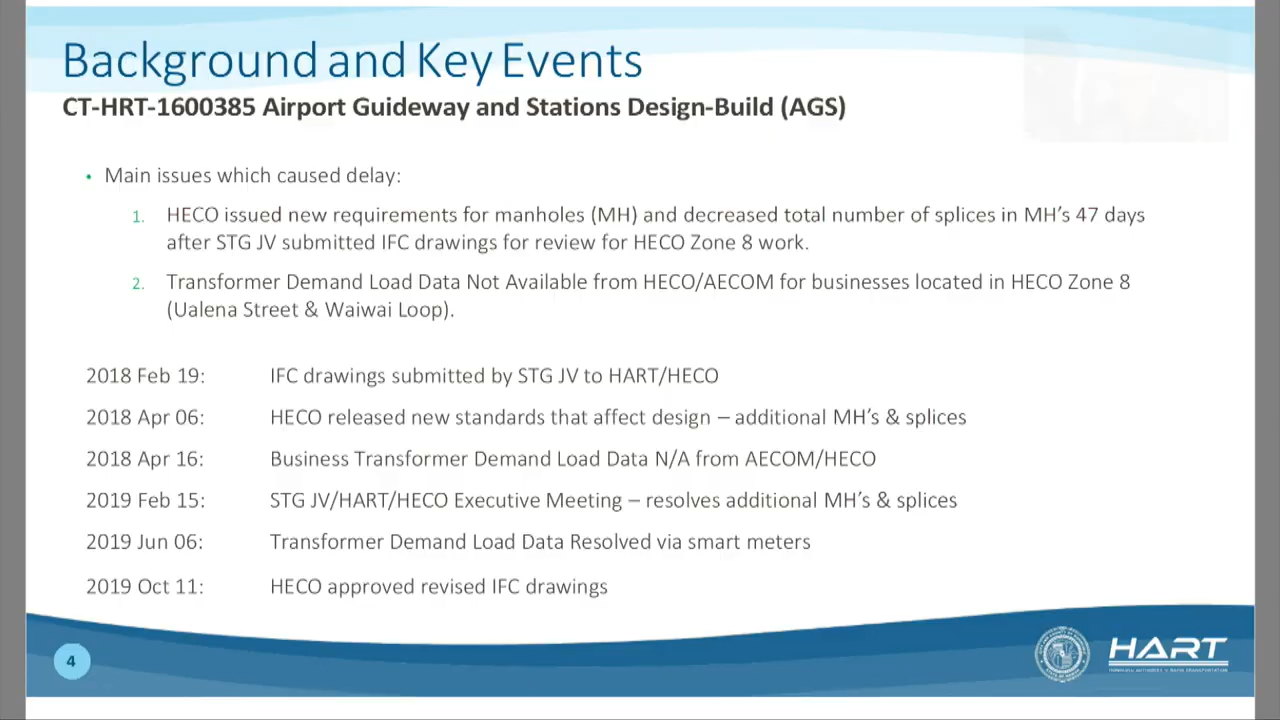 Background and Key Events
CT-HRT-1600385 Airport Guideway and Stations Design-Build (AGS)
• Main issues which caused delay:
1. HECO issued new requirements for manholes (MH) and decreased total number of splices in MH's 47 days
after STG JV submitted IFC drawings for review for HECO Zone 8 work.
2. Transformer Demand Load Data Not Available from HECO/AECOM for businesses located in HECO Zone 8
(Ualena Street & Waiwai Loop).
2018 Feb 19: IFC drawings submitted by STG JV to HART/HECO
2018 Apr 06: HECO released new standards that affect design – additional MH's & splices
2018 Apr 16: Business Transformer Demand Load Data N/A from AECOM/HECO
2019 Feb 15: STG JV/HART/HECO Executive Meeting – resolves additional MH's & splices
2019 Jun 06: Transformer Demand Load Data Resolved via smart meters
2019 Oct 11: HECO approved revised IFC drawings
4
HART